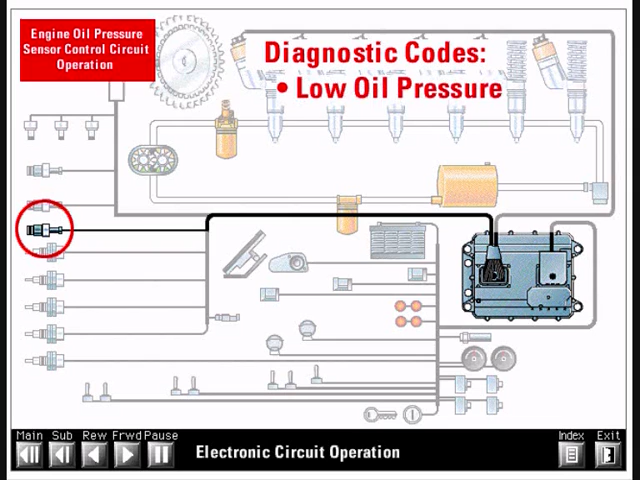 Engine Oil Pressure
Sensor Control Circuit
Operation
Diagnostic Codes:
• Low Oil Pressure
Main Sub Rew Frwd Pause
Electronic Circuit Operation
Index Exit